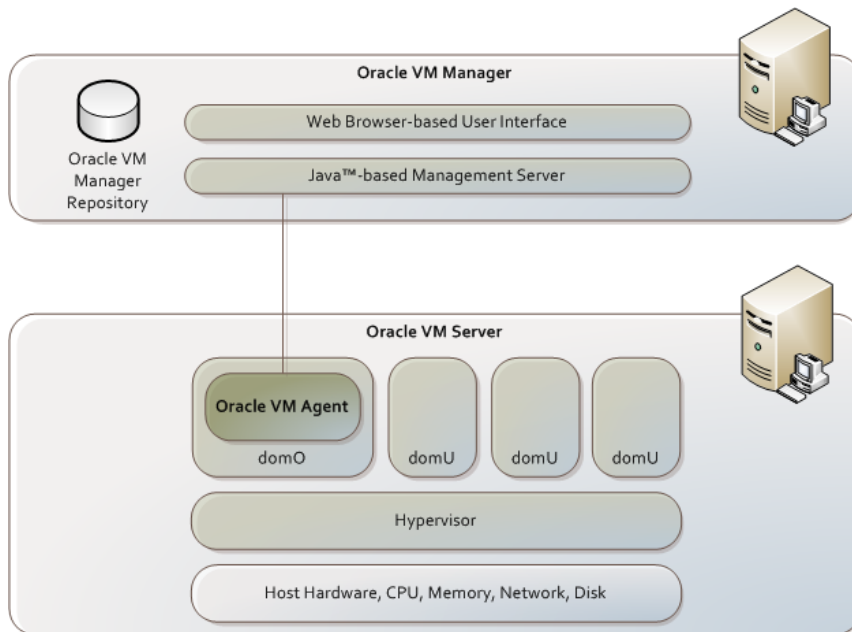 Oracle VM Manager
Web Browser-based User Interface
Oracle VM
Manager
Repository
Java™-based Management Server
Oracle VM Server
Oracle VM Agent
dom0
domU
domU
domU
Hypervisor
Host Hardware, CPU, Memory, Network, Disk